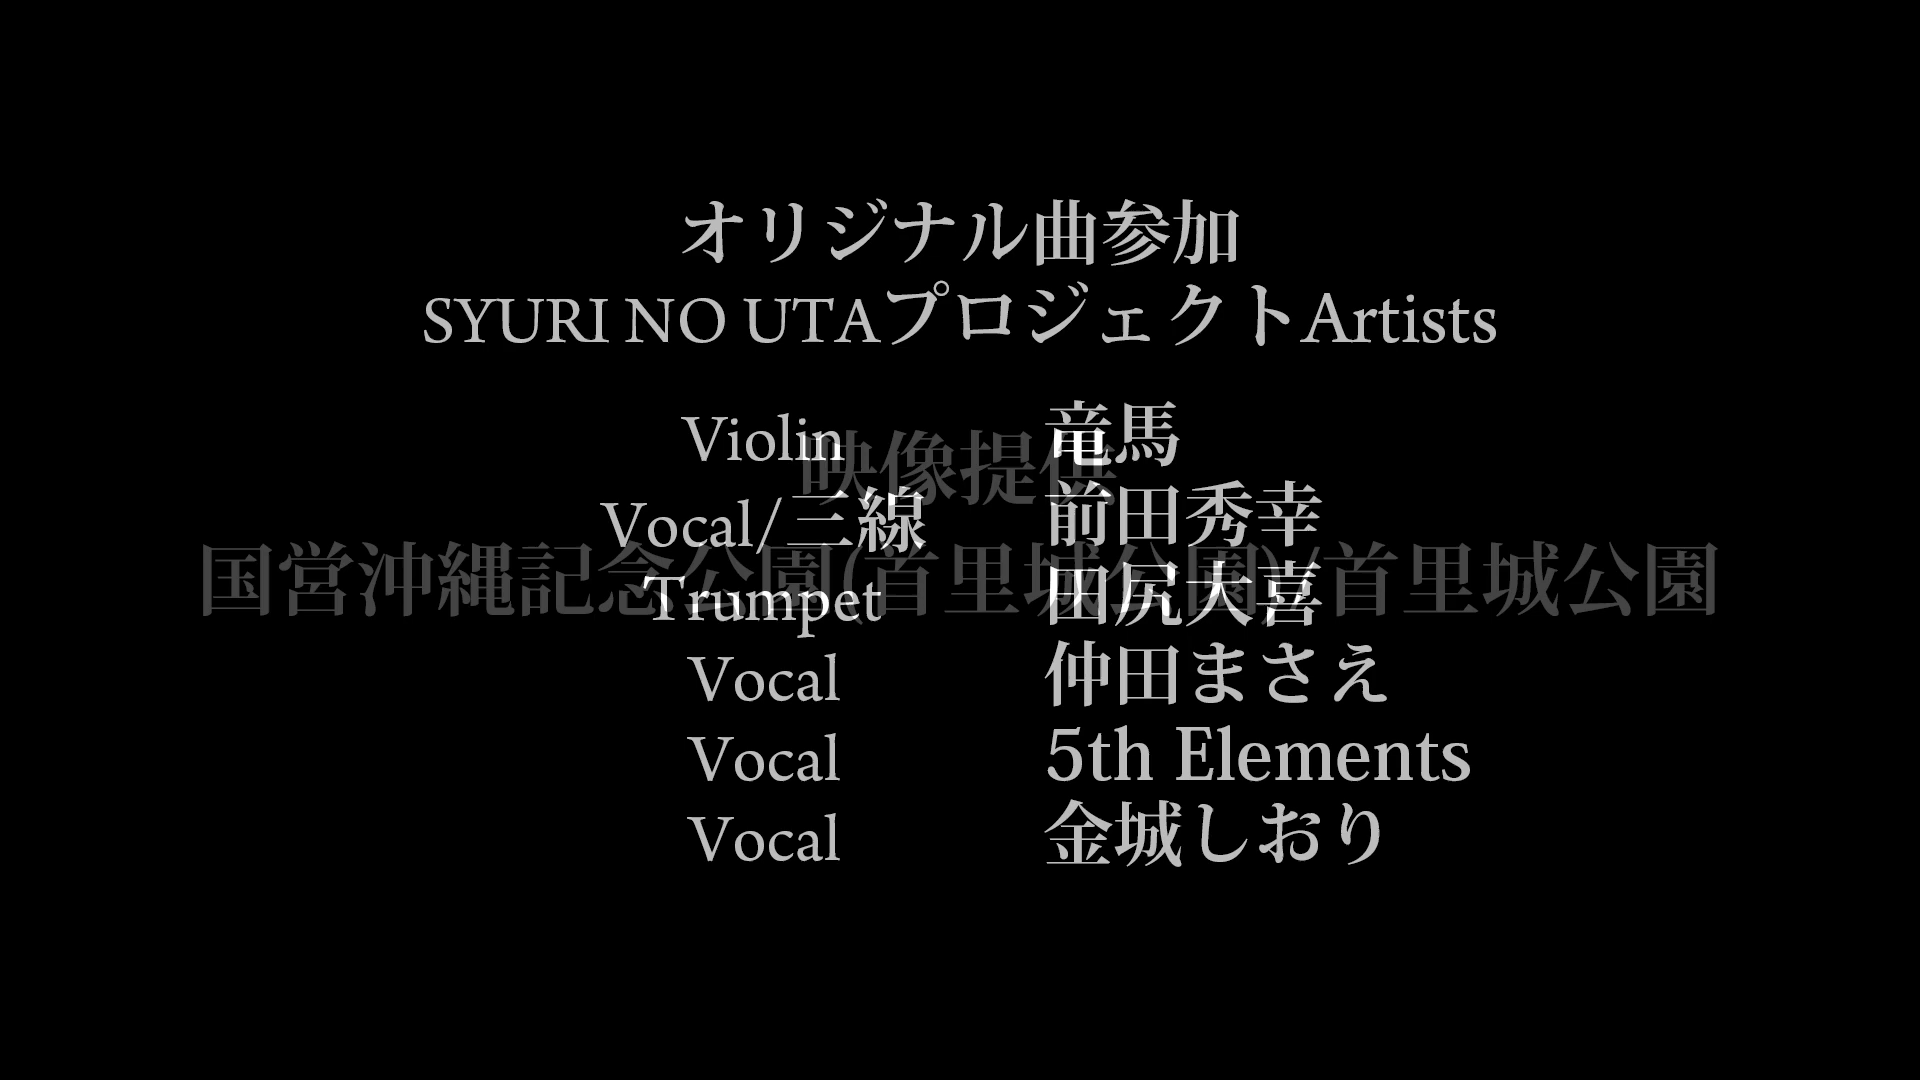 オリジナル曲参加
SYURI NO UTAプロジェクトArtists
Violin 竜馬
映像提供
Vocal/三線 前田秀幸
国営沖縄記念公園(首里城公園)/首里城公園
Trumpet 田尻大喜
Vocal 仲田まさえ
Vocal 5th Elements
Vocal 金城しおり